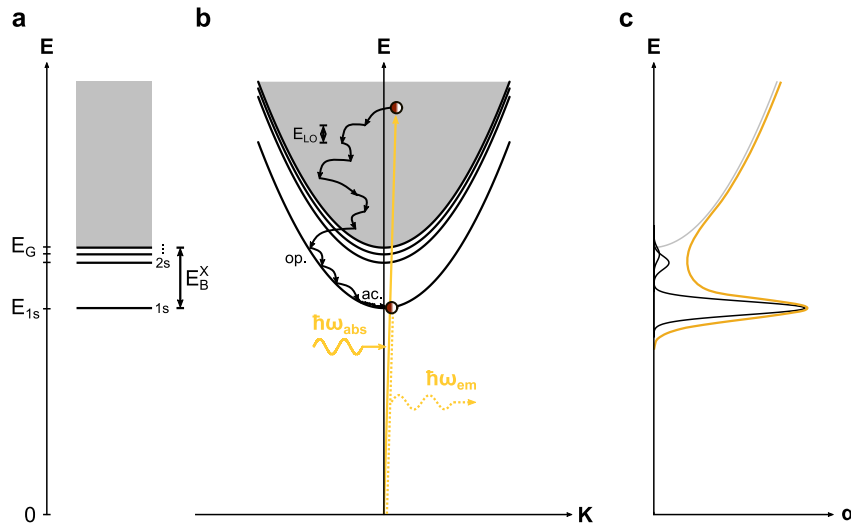 a
b
c
E
E
E
E_LO
E_G
⋮
2s
E_B^X
op.
ac.
E_1s
1s
ħω_abs
ħω_em
0
K
α